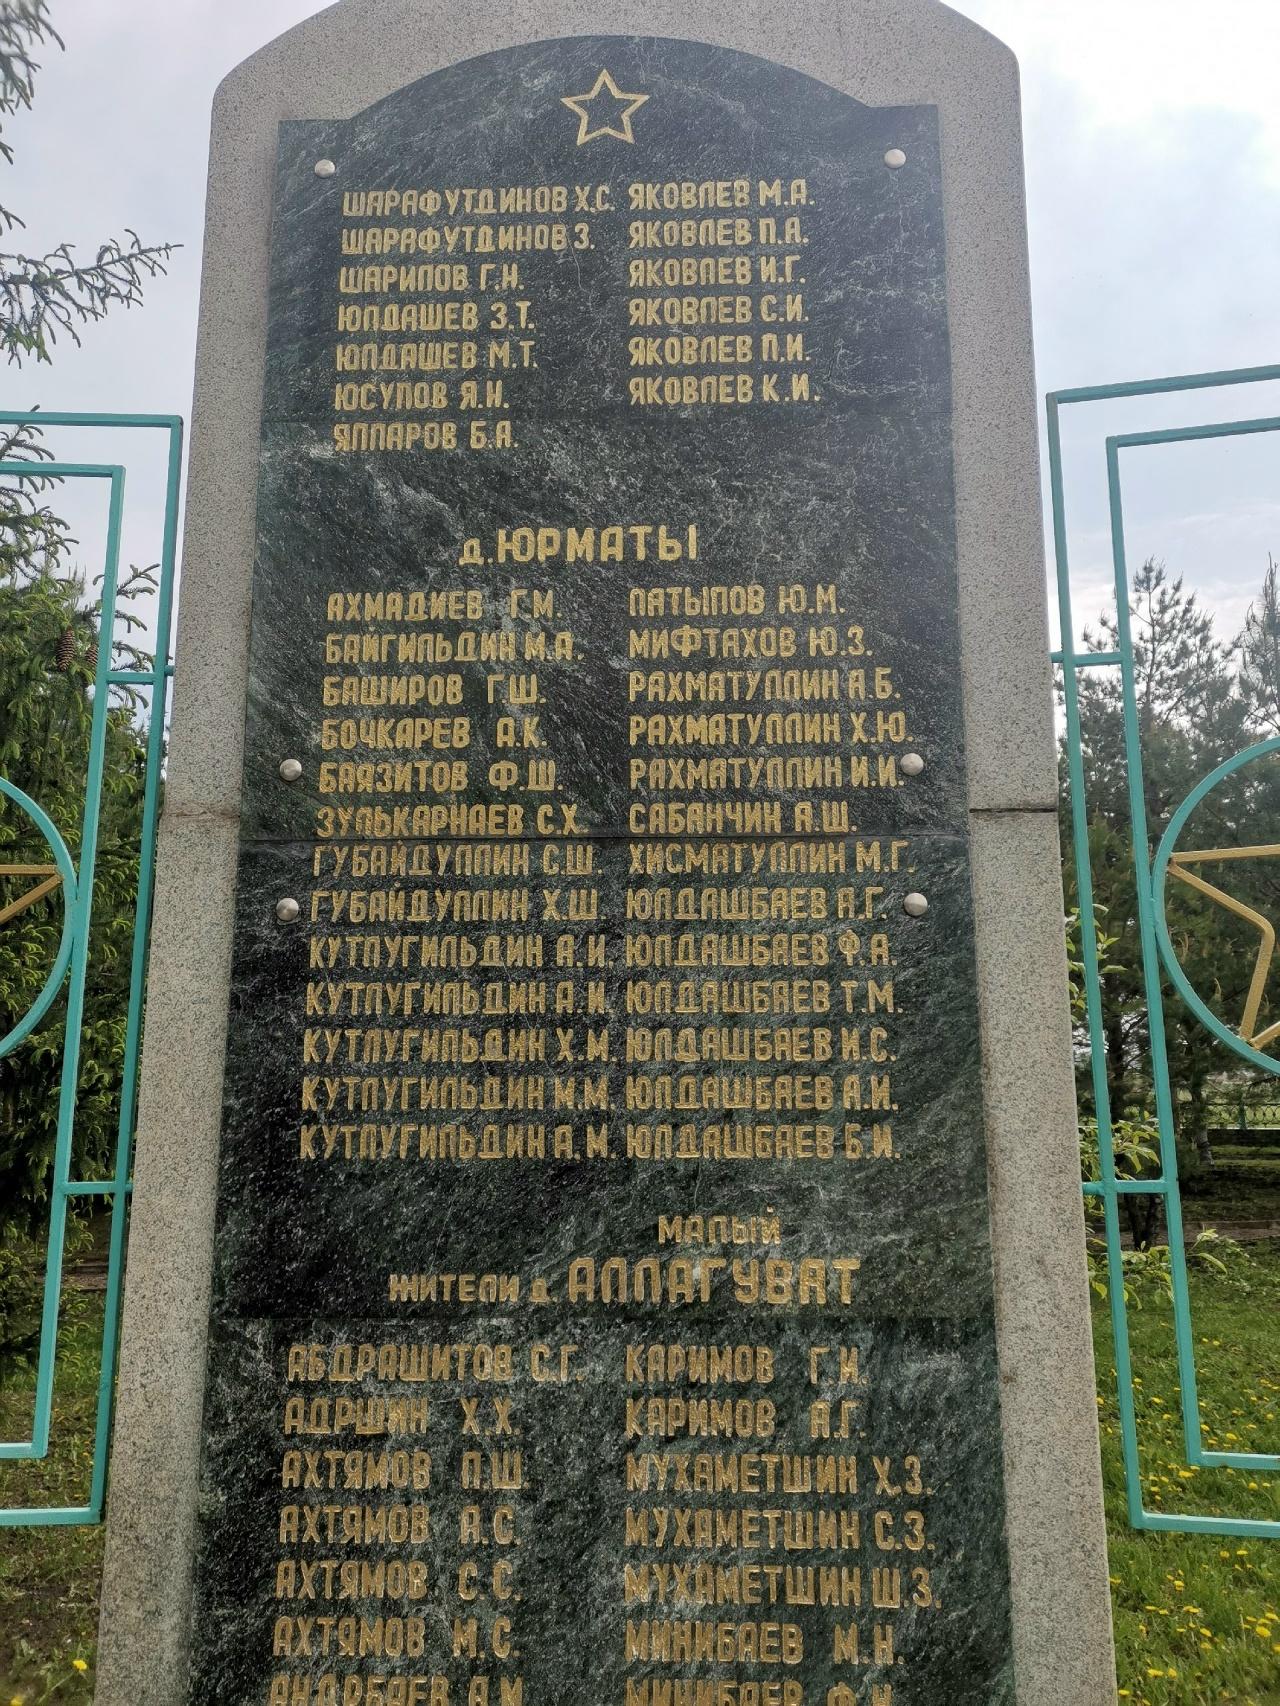 ШАРАФУТДИНОВ Х.С. ЯКОВЛЕВ М.А.
ШАРАФУТДИНОВ З. ЯКОВЛЕВ П.А.
ШАРИПОВ Г.Н. ЯКОВЛЕВ И.Г.
ЮЛДАШЕВ З.Т. ЯКОВЛЕВ С.И.
ЮЛДАШЕВ М.Т. ЯКОВЛЕВ П.И.
ЮСУПОВ Я.Н. ЯКОВЛЕВ К.И.
ЯППАРОВ Б.А.
д. ЮРМАТЫ
АХМАДИЕВ Г.М. ЛАТЫПОВ Ю.М.
БАЙГИЛЬДИН М.А. МИФТАХОВ Ю.З.
БАШИРОВ Г.Ш. РАХМАТУЛЛИН А.Б.
БОЧКАРЕВ А.К. РАХМАТУЛЛИН Х.Ю.
БАЯЗИТОВ Ф.Ш. РАХМАТУЛЛИН И.И
ЗУЛЬКАРНАЕВ С.Х. САБАНЧИН А.Ш.
ГУБАЙДУЛЛИН С.Ш. ХИСМАТУЛЛИН М.Г.
ГУБАЙДУЛЛИН Х.Ш. ЮЛДАШБАЕВ А.Г.
КУТЛУГИЛЬДИН А.И. ЮЛДАШБАЕВ Ф.А.
КУТЛУГИЛЬДИН А.И. ЮЛДАШБАЕВ Т.М.
КУТЛУГИЛЬДИН Х.М. ЮЛДАШБАЕВ И.С.
КУТЛУГИЛЬДИН М.М. ЮЛДАШБАЕВ А.И.
КУТЛУГИЛЬДИН А.М. ЮЛДАШБАЕВ Б.И.
МАЛЫЙ
ЖИТЕЛИ д. АЛЛАГУВАТ
АБДРАШИТОВ С.Г. КАРИМОВ Г.И.
АДРШИН Х.Х. КАРИМОВ А.Г.
АХТЯМОВ П.Ш МУХАМЕТШИН Х.З.
АХТЯМОВ А.С. МУХАМЕТШИН С.З.
АХТЯМОВ С.С. МУХАМЕТШИН Ш.З.
АХТЯМОВ М.С. МИНИБАЕВ М.Н.
МИНИБАЕВ